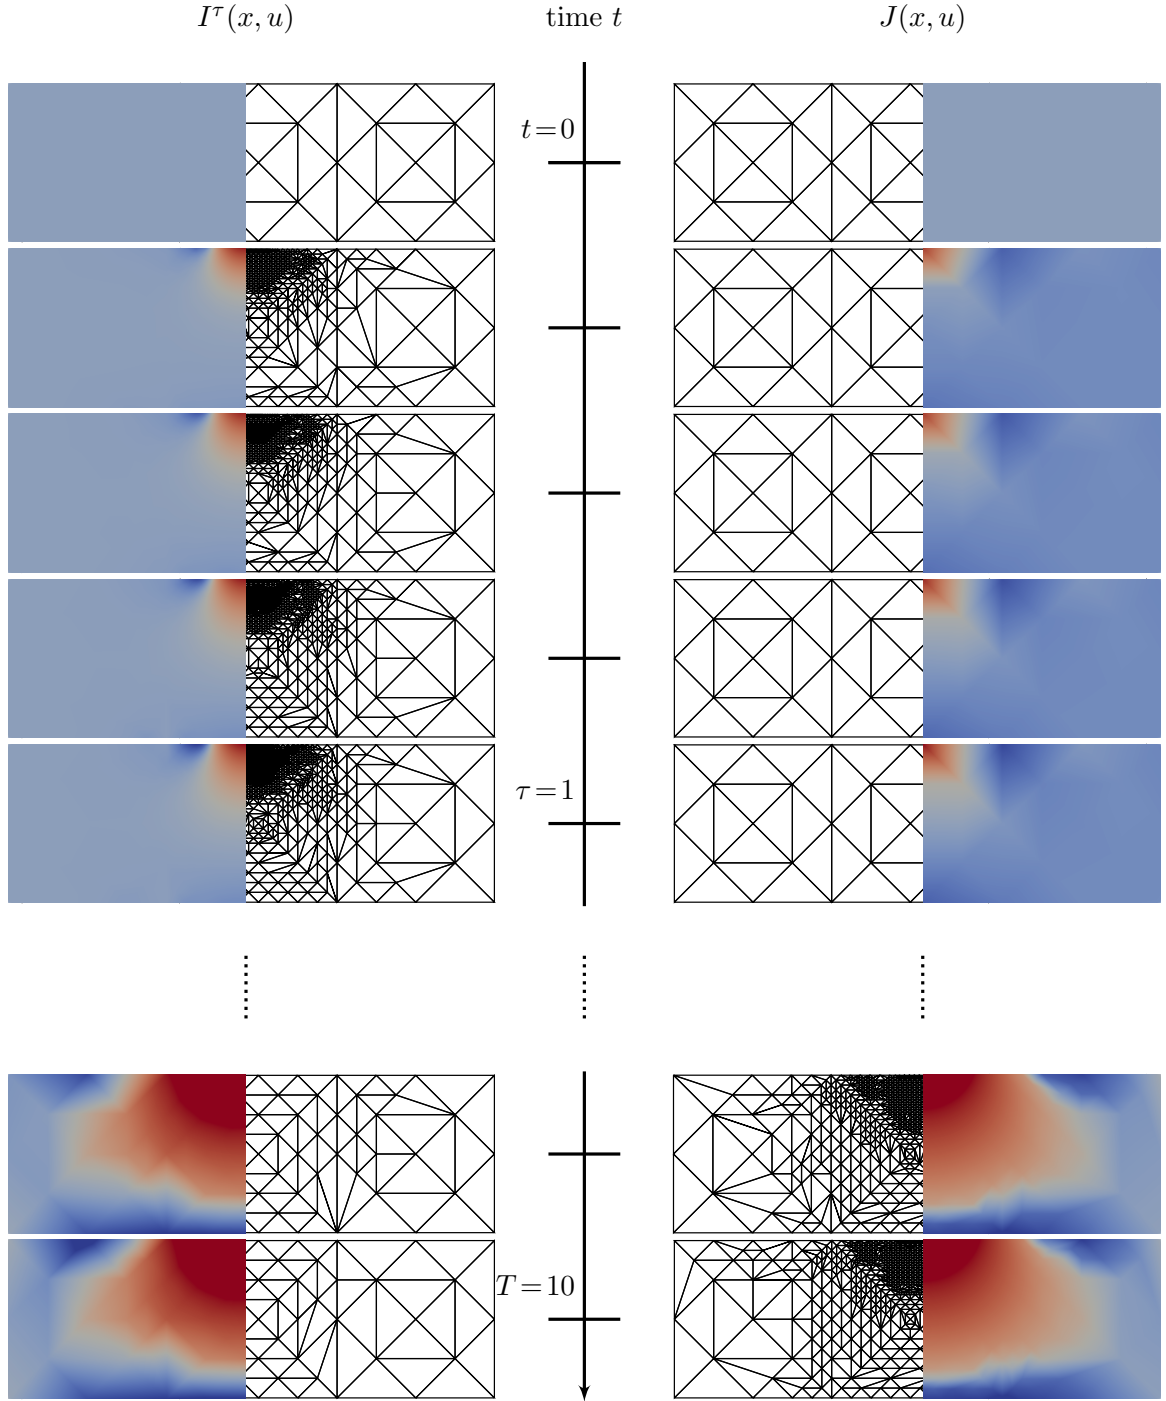 I^τ(x, u) time t J(x, u)
t=0
τ=1
T=10